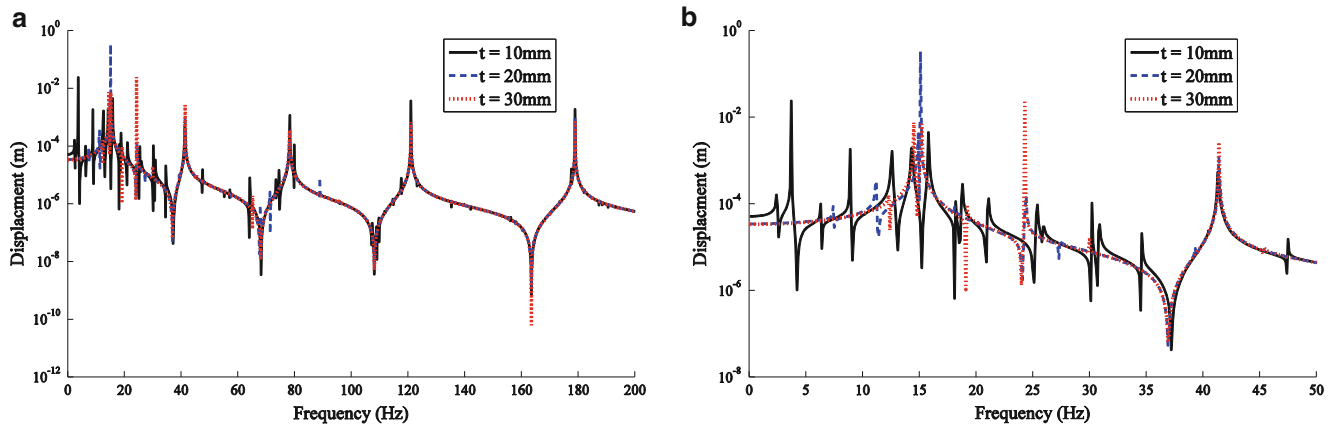 a
10^0
10^-2
10^-4
10^-6
10^-8
10^-10
10^-12
Displacment (m)
t = 10mm
t = 20mm
t = 30mm
0 20 40 60 80 100 120 140 160 180 200
Frequency (Hz)
b
10^0
10^-2
10^-4
10^-6
10^-8
Displacment (m)
t = 10mm
t = 20mm
t = 30mm
0 5 10 15 20 25 30 35 40 45 50
Frequency (Hz)